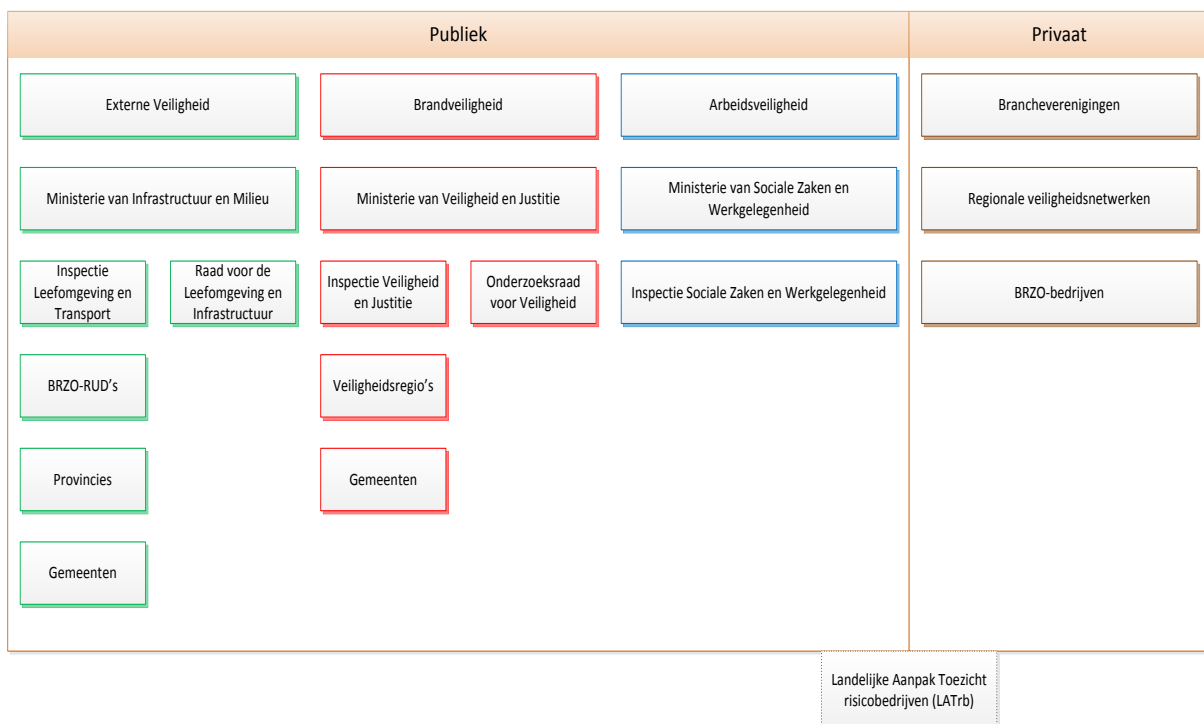 Publiek
Privaat
Externe Veiligheid
Brandveiligheid
Arbeidsveiligheid
Brancheverenigingen
Ministerie van Infrastructuur en Milieu
Ministerie van Veiligheid en Justitie
Ministerie van Sociale Zaken en
Werkgelegenheid
Regionale veiligheidsnetwerken
Inspectie
Leefomgeving en
Transport
Raad voor de
Leefomgeving en
Infrastructuur
Inspectie Veiligheid
en Justitie
Onderzoeksraad
voor Veiligheid
Inspectie Sociale Zaken en Werkgelegenheid
BRZO-bedrijven
BRZO-RUD’s
Veiligheidsregio’s
Provincies
Gemeenten
Gemeenten
Landelijke Aanpak Toezicht
risicobedrijven (LATrb)